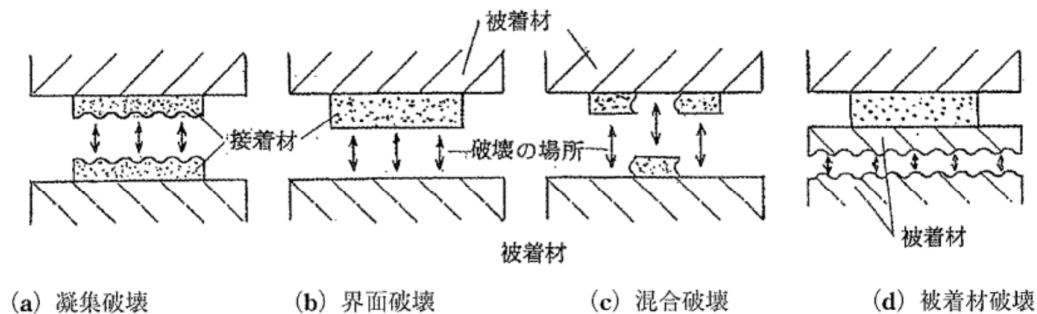 被着材
接着材
破壊の場所
被着材
被着材
(a) 凝集破壊
(b) 界面破壊
(c) 混合破壊
(d) 被着材破壊